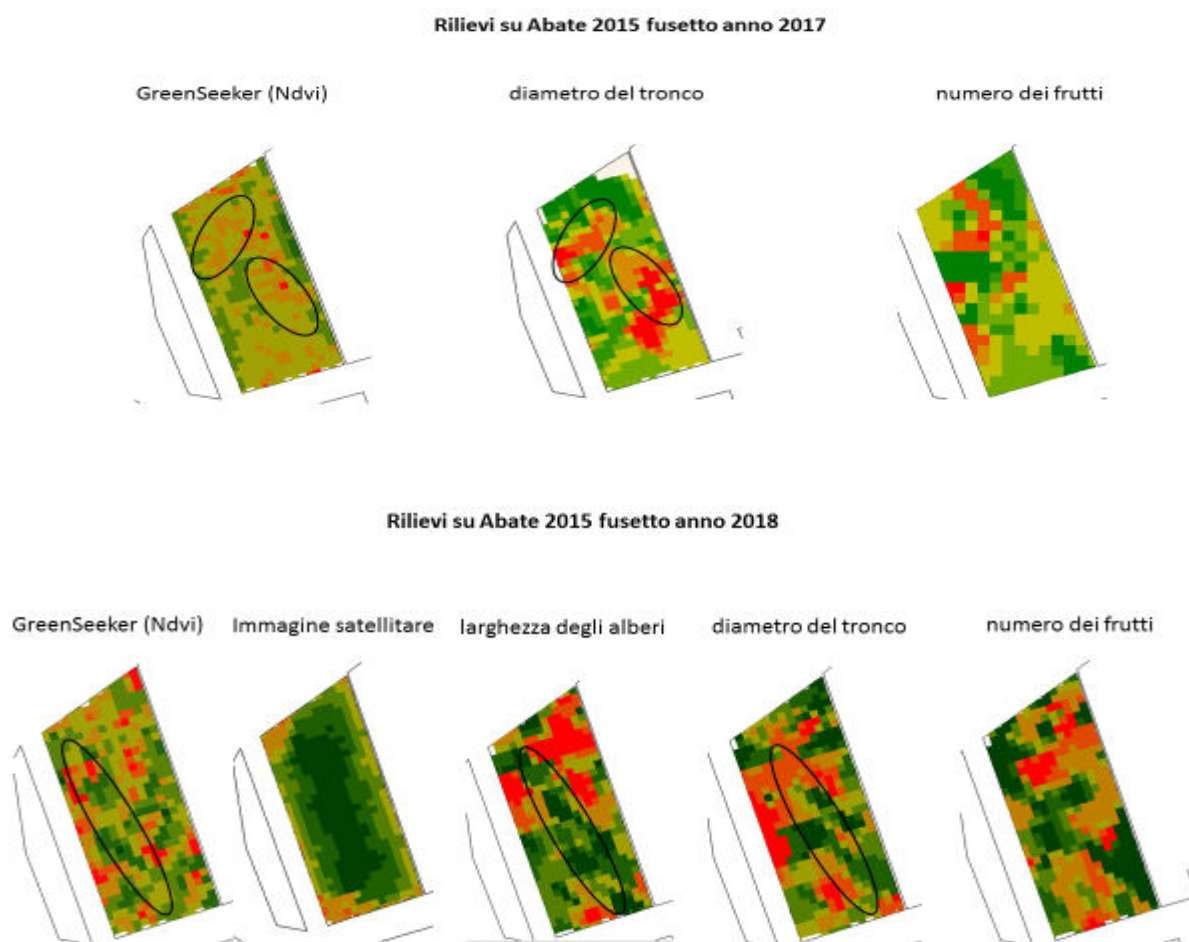 Rilievi su Abate 2015 fusetto anno 2017
GreenSeeker (Ndvi)
diametro del tronco
numero dei frutti
Rilievi su Abate 2015 fusetto anno 2018
GreenSeeker (Ndvi)
Immagine satellitare
larghezza degli alberi
diametro del tronco
numero dei frutti